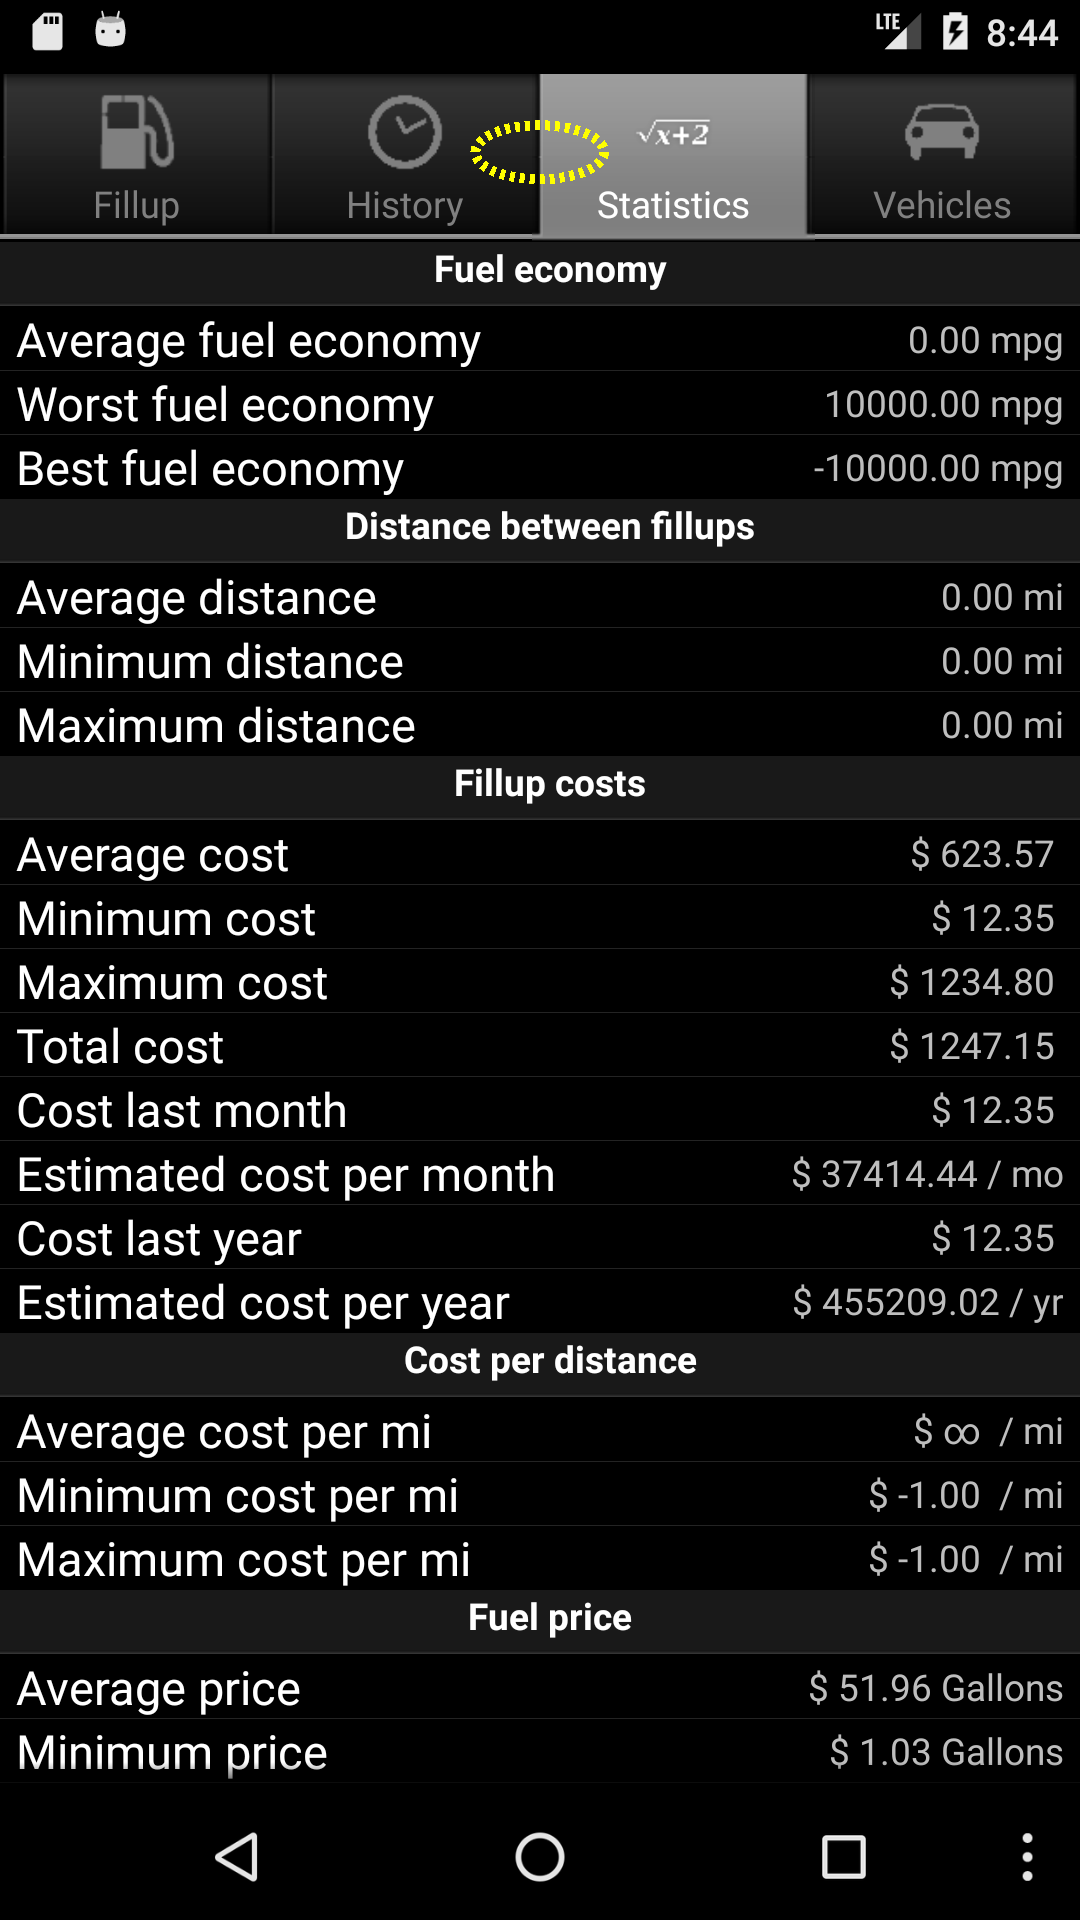 LTE 8:44
√x+2
Fillup History Statistics Vehicles
Fuel economy
Average fuel economy 0.00 mpg
Worst fuel economy 10000.00 mpg
Best fuel economy -10000.00 mpg
Distance between fillups
Average distance 0.00 mi
Minimum distance 0.00 mi
Maximum distance 0.00 mi
Fillup costs
Average cost $ 623.57
Minimum cost $ 12.35
Maximum cost $ 1234.80
Total cost $ 1247.15
Cost last month $ 12.35
Estimated cost per month $ 37414.44 / mo
Cost last year $ 12.35
Estimated cost per year $ 455209.02 / yr
Cost per distance
Average cost per mi $ ∞ / mi
Minimum cost per mi $ -1.00 / mi
Maximum cost per mi $ -1.00 / mi
Fuel price
Average price $ 51.96 Gallons
Minimum price $ 1.03 Gallons